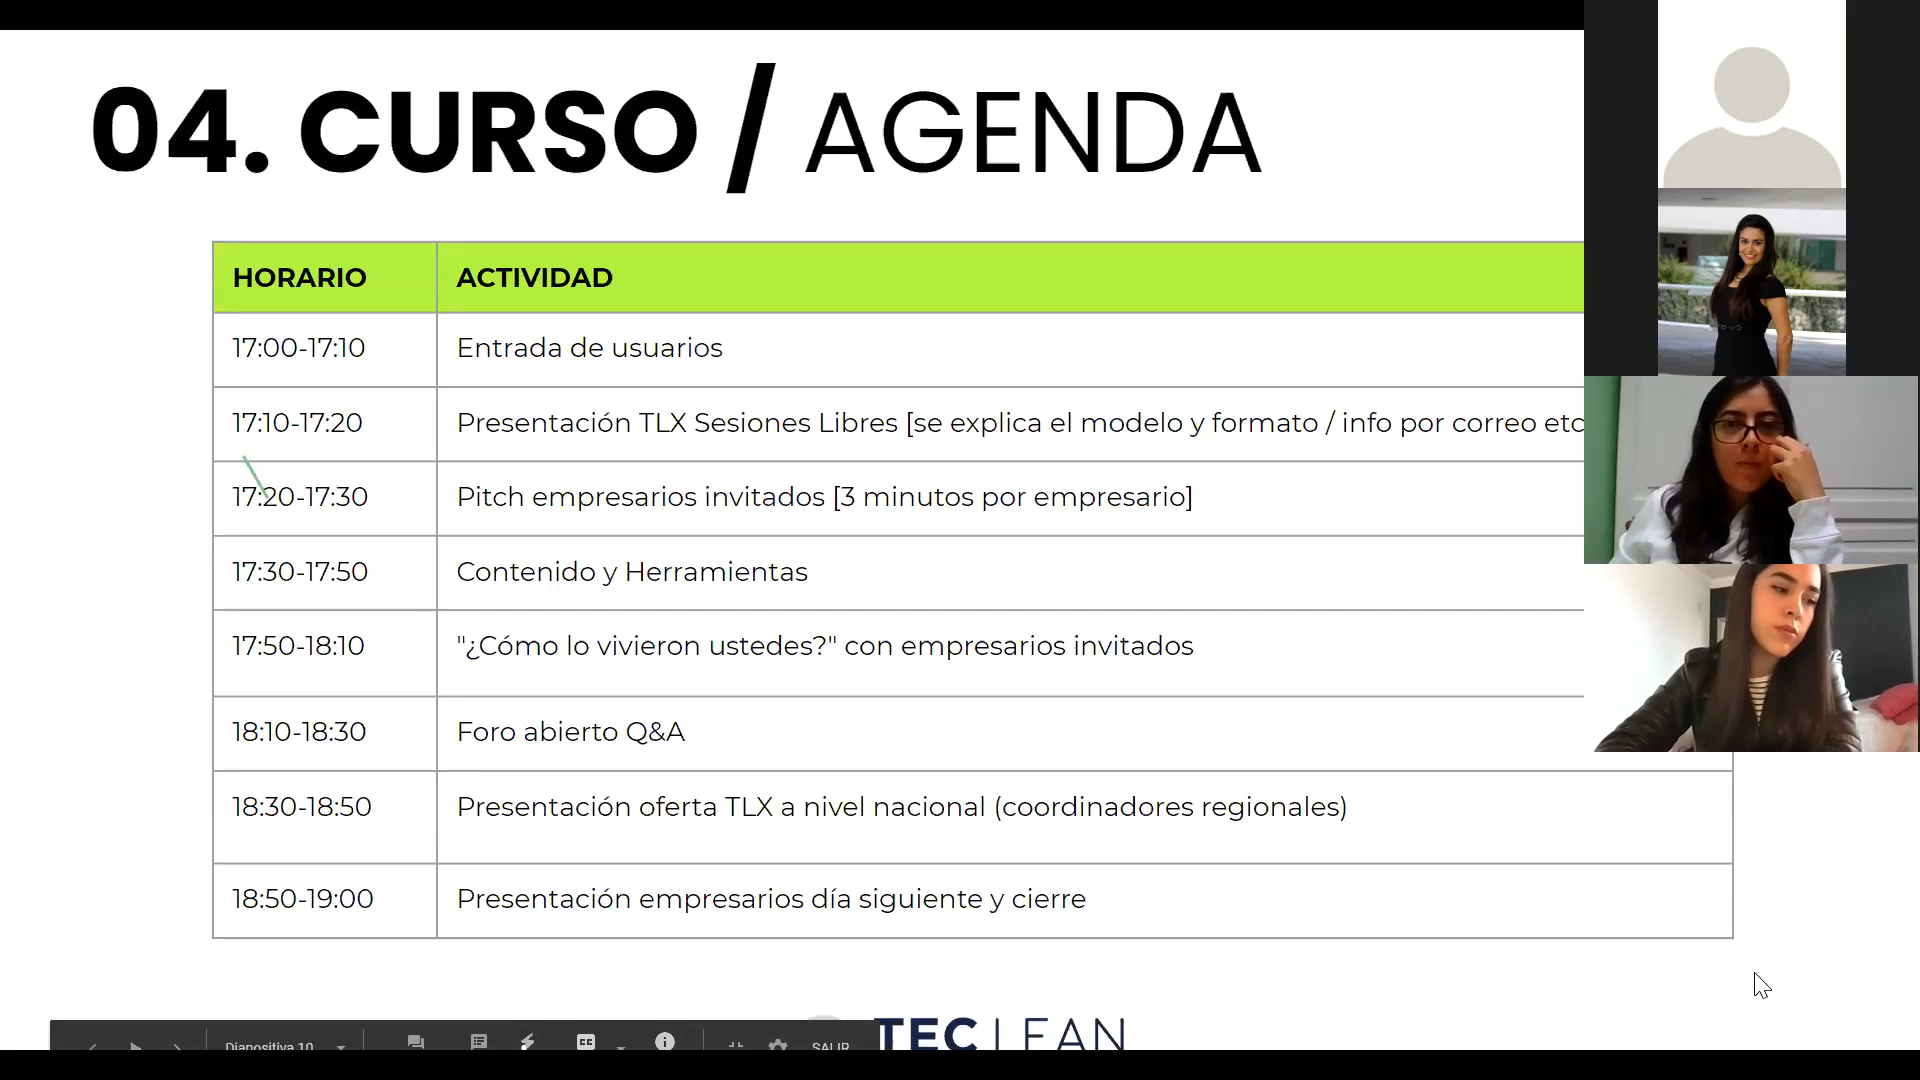 04. CURSO / AGENDA
HORARIO ACTIVIDAD
17:00-17:10 Entrada de usuarios
17:10-17:20 Presentación TLX Sesiones Libres [se explica el modelo y formato / info por correo etc
17:20-17:30 Pitch empresarios invitados [3 minutos por empresario]
17:30-17:50 Contenido y Herramientas
17:50-18:10 "¿Cómo lo vivieron ustedes?" con empresarios invitados
18:10-18:30 Foro abierto Q&A
18:30-18:50 Presentación oferta TLX a nivel nacional (coordinadores regionales)
18:50-19:00 Presentación empresarios día siguiente y cierre
Diapositiva 10 CC SALIR
TEC | LEAN